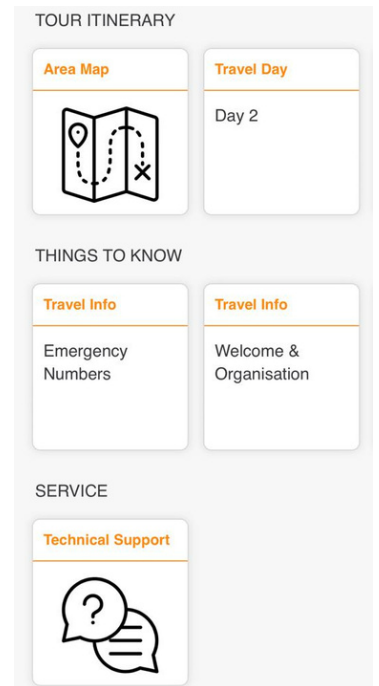 TOUR ITINERARY
Area Map
Travel Day
Day 2
THINGS TO KNOW
Travel Info
Travel Info
Emergency
Numbers
Welcome &
Organisation
SERVICE
Technical Support
?